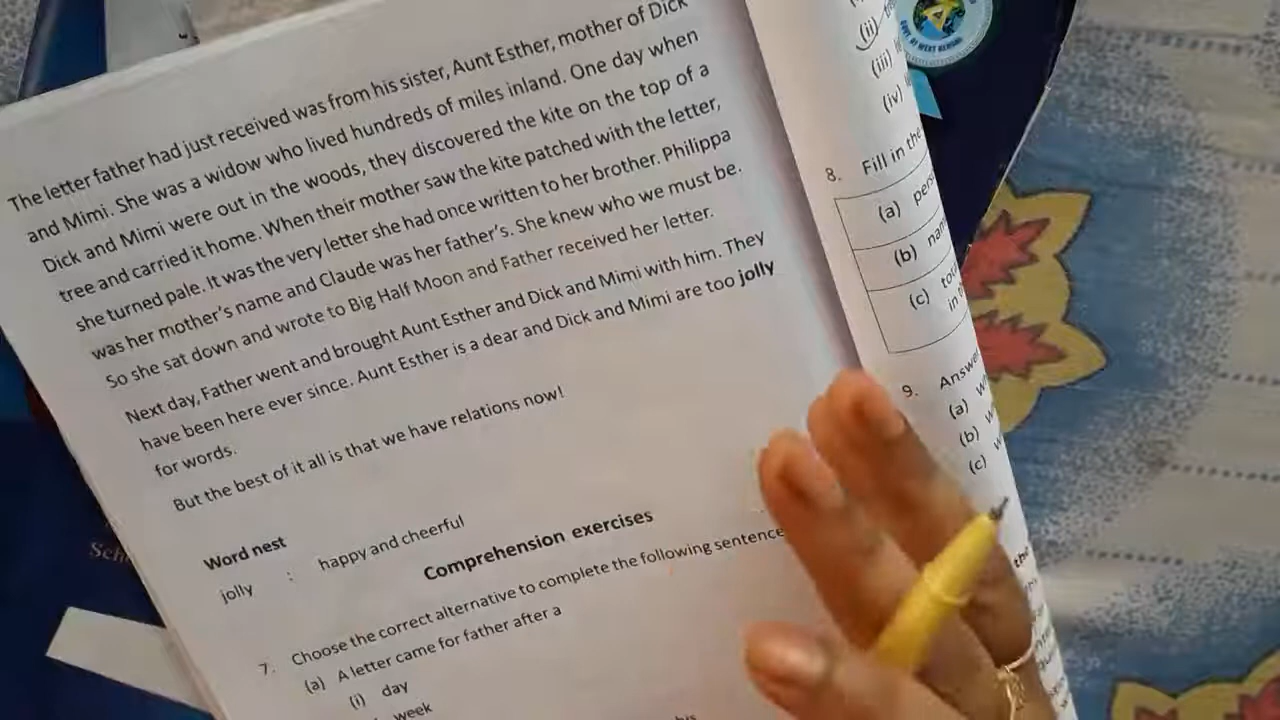 The letter father had just received was from his sister, Aunt Esther, mother of Dick
and Mimi. She was a widow who lived hundreds of miles inland. One day when
Dick and Mimi were out in the woods, they discovered the kite on the top of a
tree and carried it home. When their mother saw the kite patched with the letter,
she turned pale. It was the very letter she had once written to her brother. Philippa
was her mother's name and Claude was her father's. She knew who we must be.
So she sat down and wrote to Big Half Moon and Father received her letter.
Next day, Father went and brought Aunt Esther and Dick and Mimi with him. They
have been here ever since. Aunt Esther is a dear and Dick and Mimi are too jolly
for words.
But the best of it all is that we have relations now!
Word nest
jolly : happy and cheerful
Comprehension exercises
7. Choose the correct alternative to complete the following sentence
(a) A letter came for father after a
(i) day
week
(ii)
(iii)
(iv)
8. Fill in the
(a)
(b)
(c)
9.
(a)
(b)
(c)